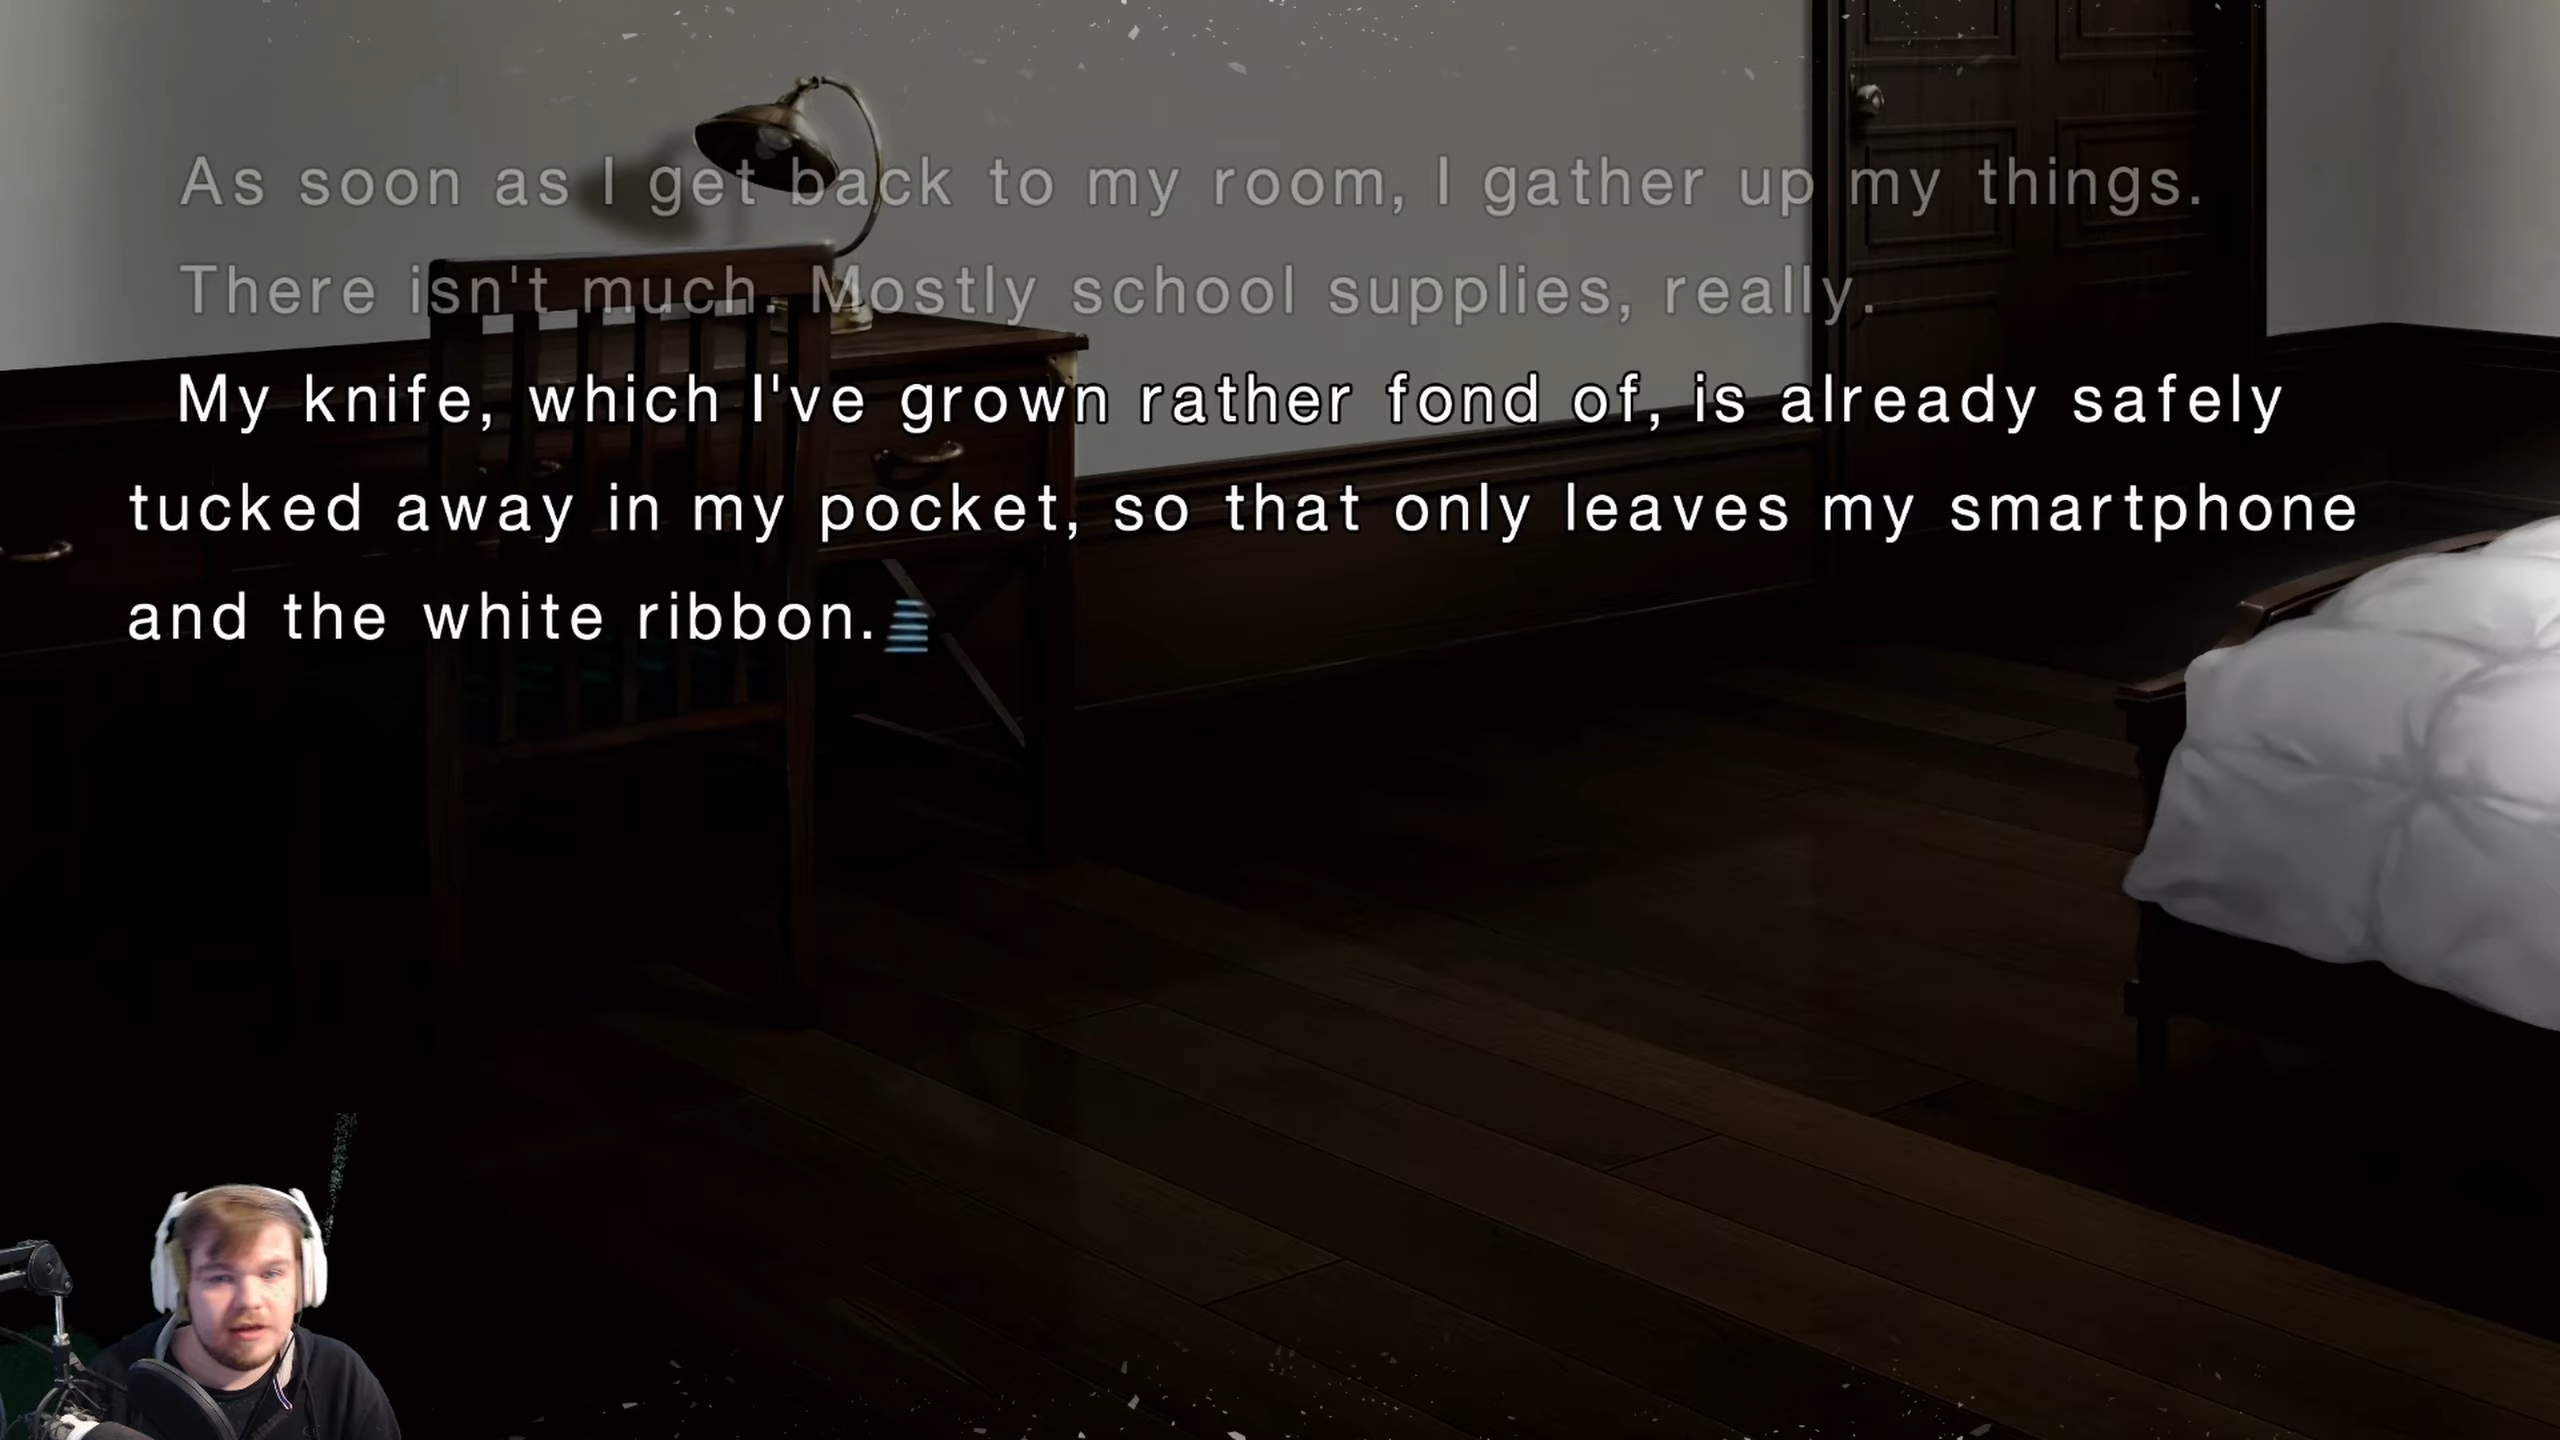 As soon as I get back to my room, I gather up my things.
There isn't much. Mostly school supplies, really.
My knife, which I've grown rather fond of, is already safely
tucked away in my pocket, so that only leaves my smartphone
and the white ribbon.